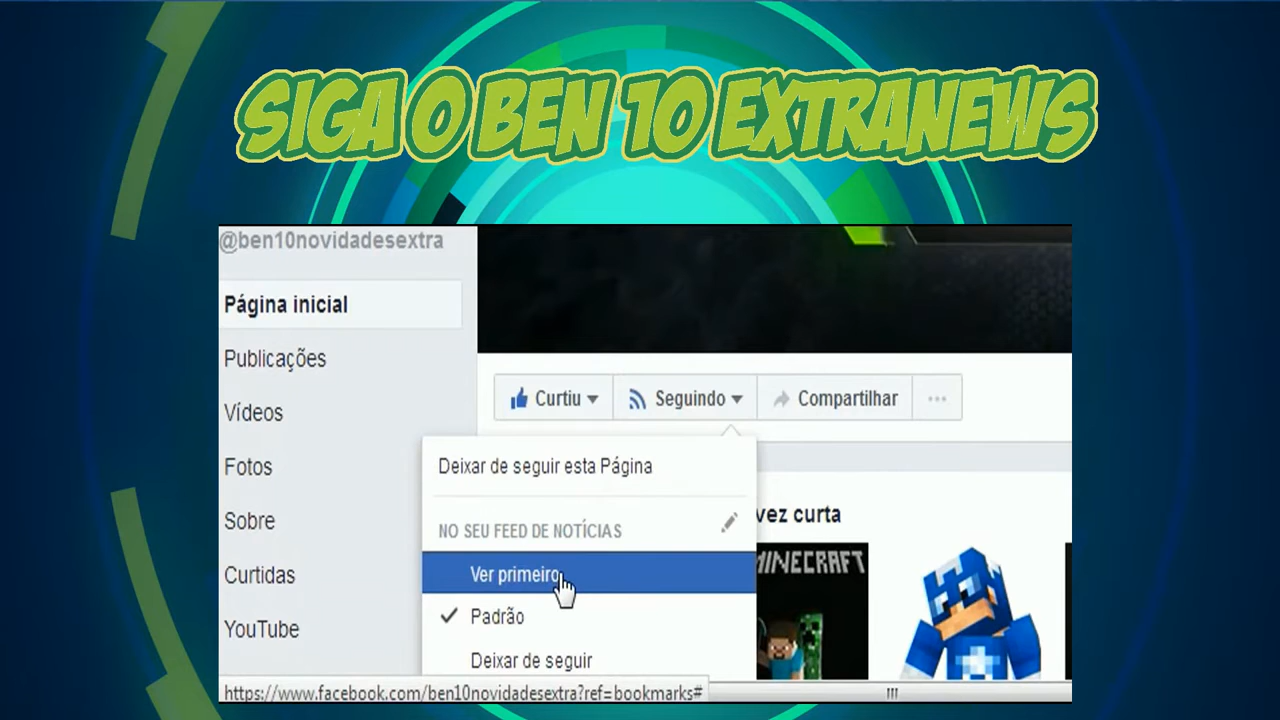 SIGA O BEN 10 EXTRANEWS
@ben10novidadesextra
Página inicial
Publicações
Vídeos
Fotos
Sobre
Curtidas
YouTube
Curtiu
Seguindo
Compartilhar
Deixar de seguir esta Página
NO SEU FEED DE NOTÍCIAS
Ver primeiro
Padrão
Deixar de seguir
vez curta
MINECRAFT
https://www.facebook.com/ben10novidadesextra?ref=bookmarks#